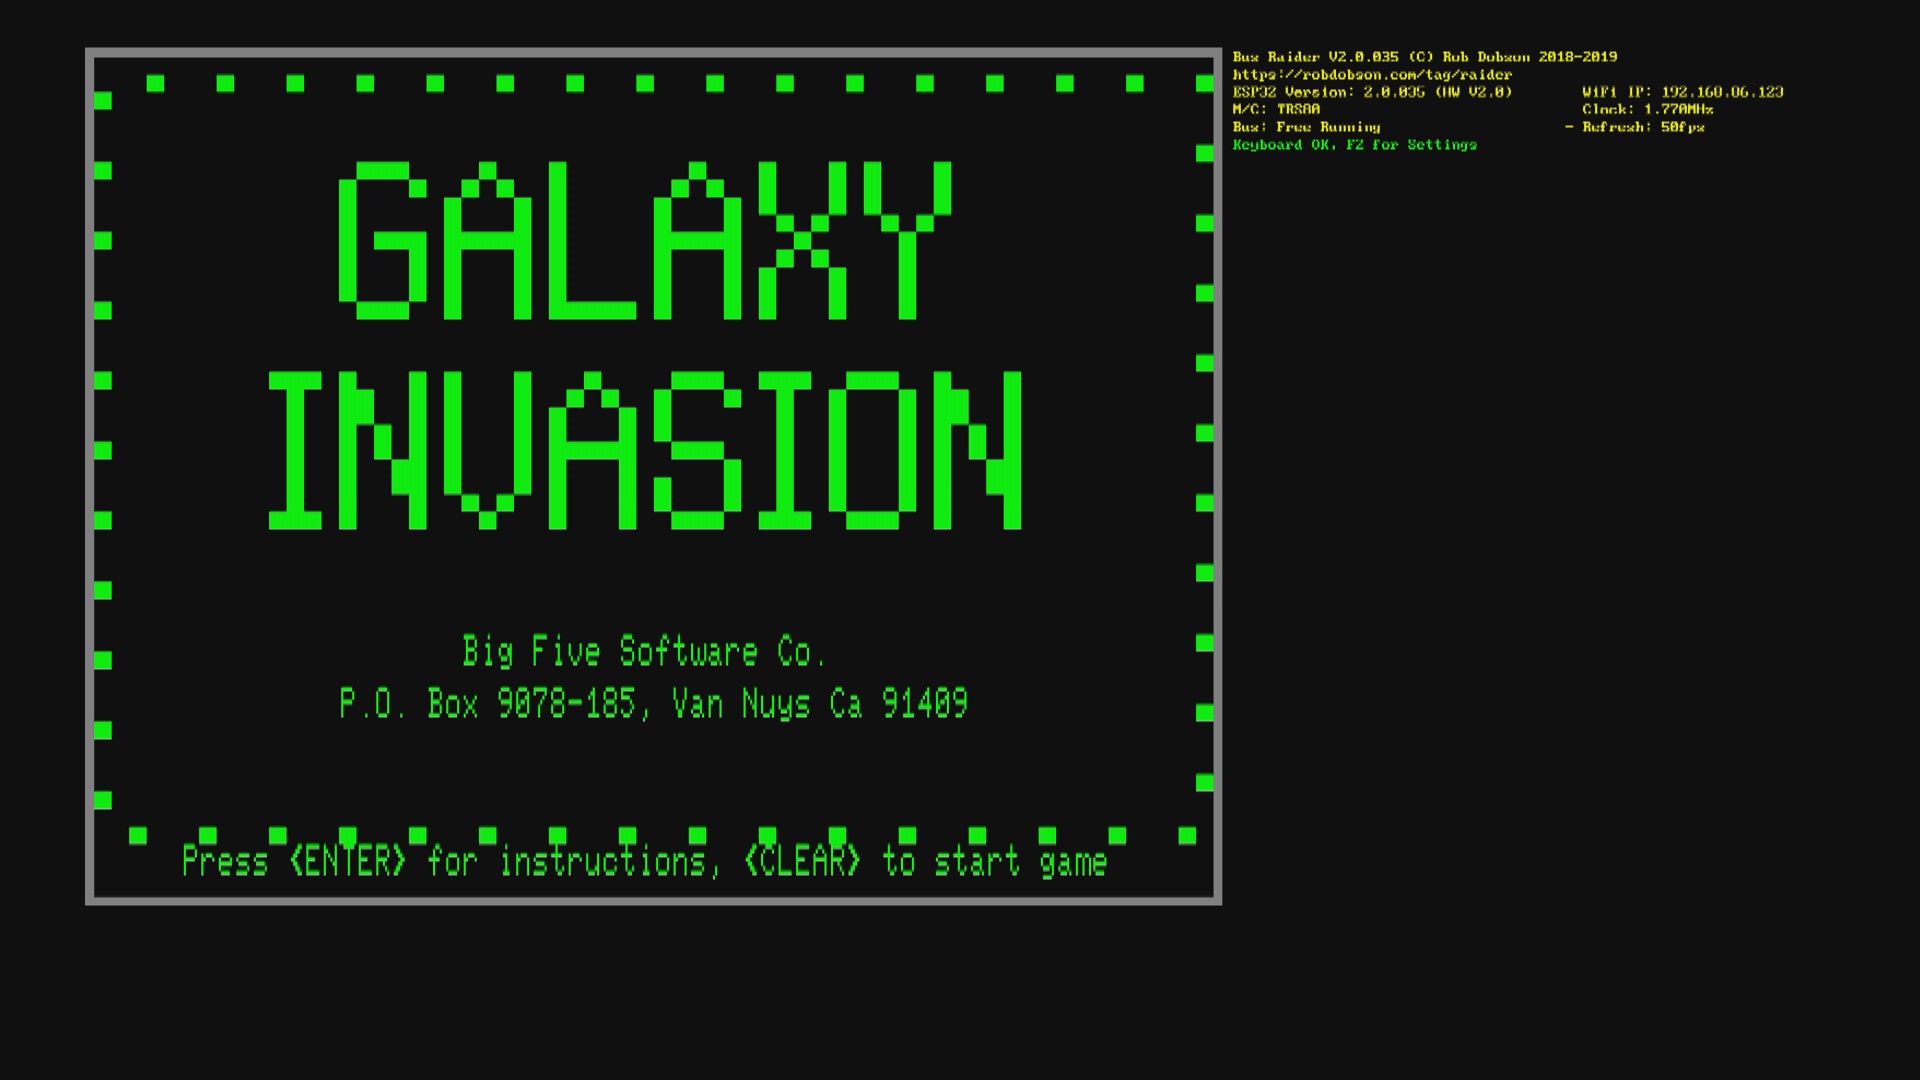 GALAXY
INVASION
Big Five Software Co.
P.O. Box 9078-185, Van Nuys Ca 91409
Press <ENTER> for instructions, <CLEAR> to start game
Bus Raider V2.0.035 (C) Rob Dobson 2018-2019
https://robdobson.com/tag/raider
ESP32 Version: 2.0.035 (HW V2.0) WiFi IP: 192.168.86.123
M/C: TRS80 Clock: 1.770MHz
Bus: Free Running - Refresh: 50fps
Keyboard OK, F2 for Settings